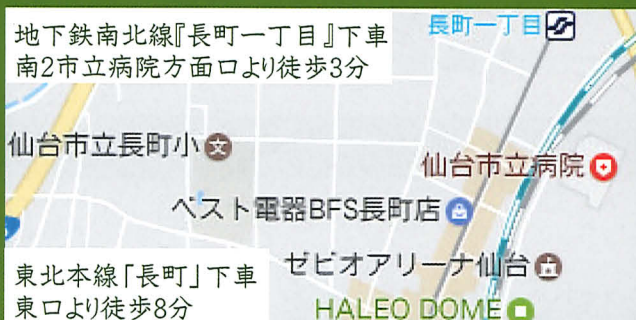 地下鉄南北線『長町一丁目』下車
南2市立病院方面口より徒歩3分
長町一丁目
仙台市立長町小
仙台市立病院
ベスト電器BFS長町店
ゼビオアリーナ仙台
HALEO DOME
東北本線「長町」下車
東口より徒歩8分